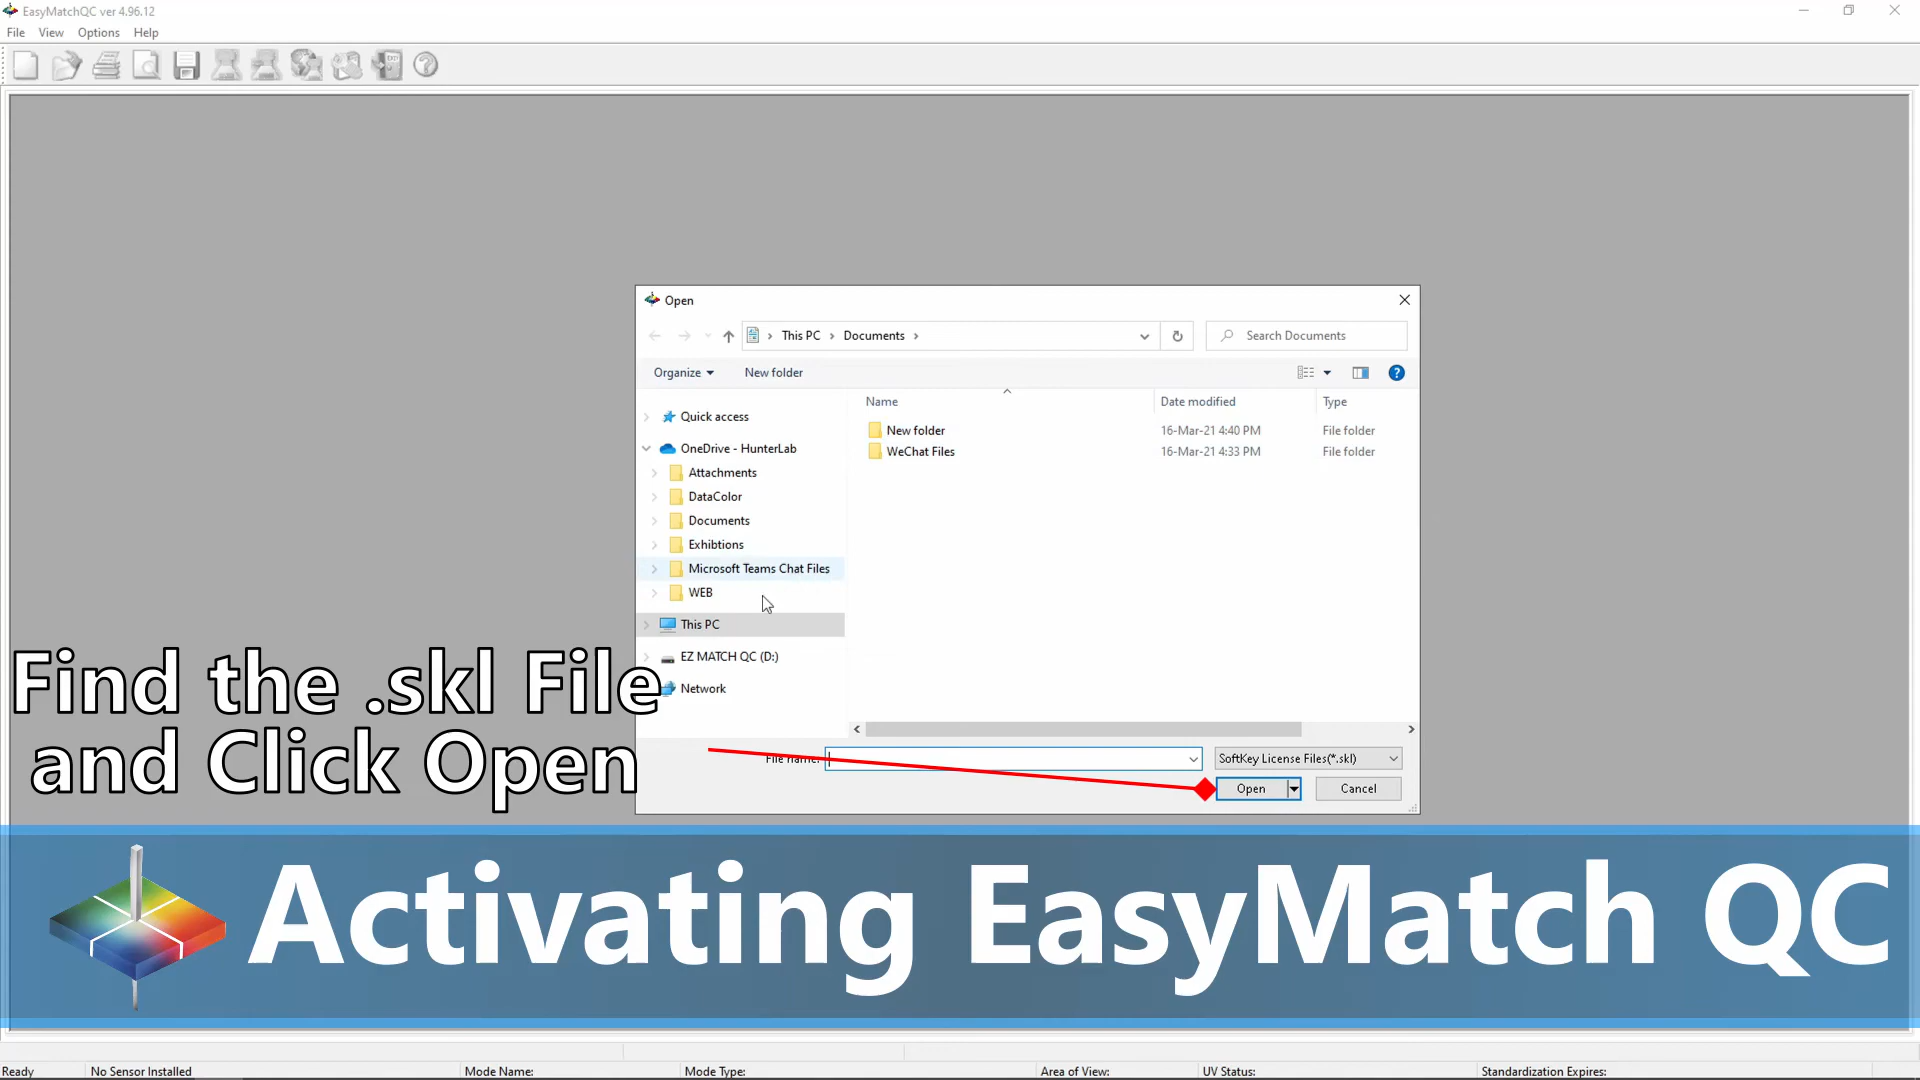 EasyMatchQC ver 4.96.12
File View Options Help
Open
This PC Documents
Search Documents
Organize New folder
Name Date modified Type
Quick access
OneDrive - HunterLab
Attachments
DataColor
Documents
Exhibtions
Microsoft Teams Chat Files
WEB
This PC
EZ MATCH QC (D:)
Network
New folder 16-Mar-21 4:40 PM File folder
WeChat Files 16-Mar-21 4:33 PM File folder
File name:
SoftKey License Files(*.skl)
Open Cancel
Find the .skl File
and Click Open
Activating EasyMatch QC
Ready No Sensor Installed Mode Name: Mode Type: Area of View: UV Status: Standardization Expires: